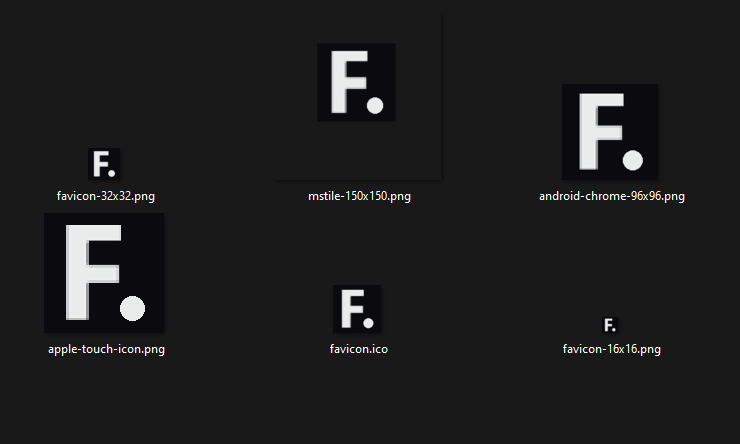 F.
F.
F.
favicon-32x32.png
mstile-150x150.png
android-chrome-96x96.png
F.
F.
F.
apple-touch-icon.png
favicon.ico
favicon-16x16.png